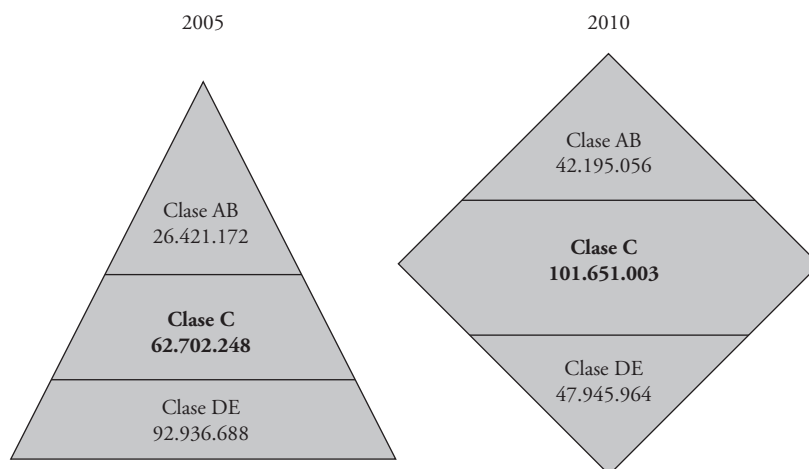 2005
Clase AB
26.421.172
Clase C
62.702.248
Clase DE
92.936.688
2010
Clase AB
42.195.056
Clase C
101.651.003
Clase DE
47.945.964